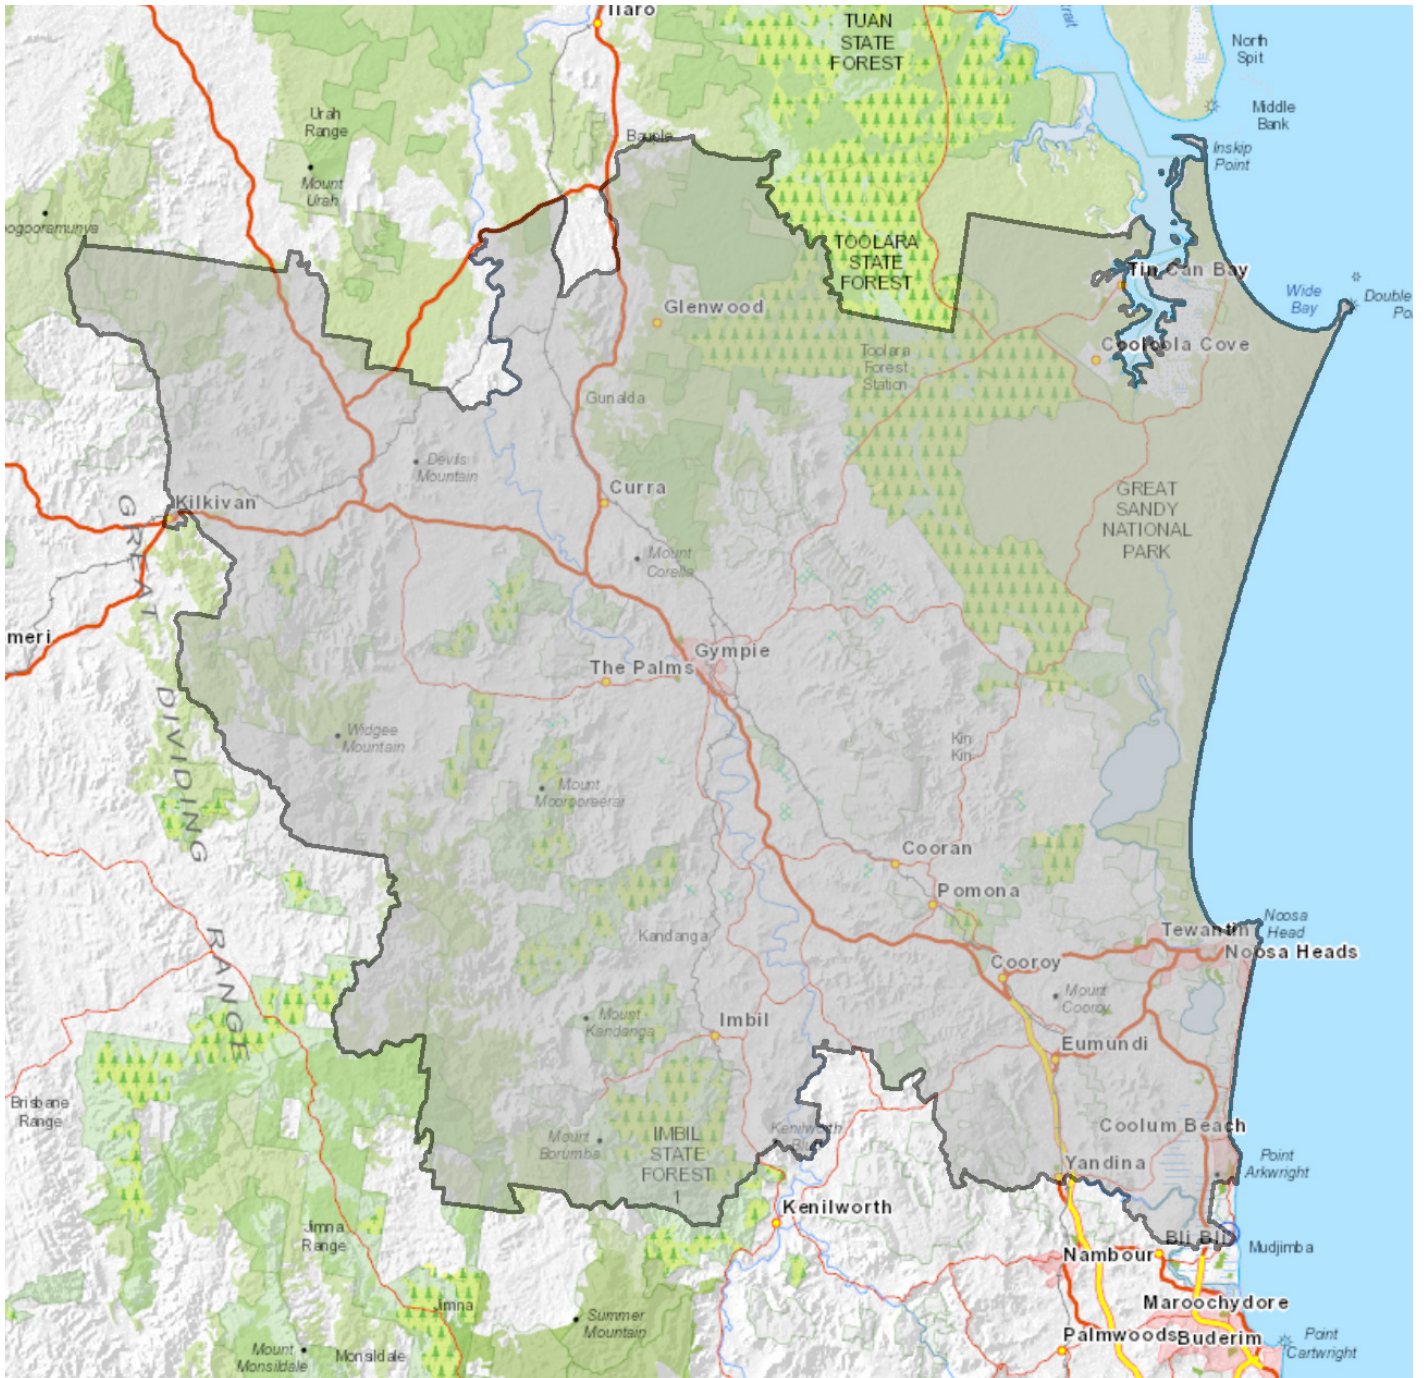 Tiaro
TUAN
STATE
FOREST
North
Spit
Middle
Bank
Urah
Range
Bauple
Inskip
Point
Mount
Urah
TOOLARA
STATE
FOREST
Tin Can Bay
Wide
Bay
Double
Glenwood
Cooloola Cove
Toolara
Forest
Station
Gunalda
Devils
Mountain
Curra
Kilkivan
GREAT
SANDY
NATIONAL
PARK
Mount
Corella
GREAT
DIVIDING
RANGE
meri
Gympie
The Palms
Widgee
Mountain
Kin
Kin
Mount
Cooran
Pomona
Kandanga
Tewantin
Noosa
Head
Noosa Heads
Cooroy
Mount
Cooroy
Mount
Kandanga
Imbil
Eumundi
Brisbane
Range
Coolum Beach
Kenilworth
Mount
Borumba
IMBIL
STATE
FOREST
1
Yandina
Point
Arkwright
Kenilworth
Jimna
Range
Bli Bli
Mudjimba
Nambour
Jimna
Maroochydore
Summer
Mountain
Palmwoods
Buderim
Point
Cartwright
Mount
Monsildale
Monsildale